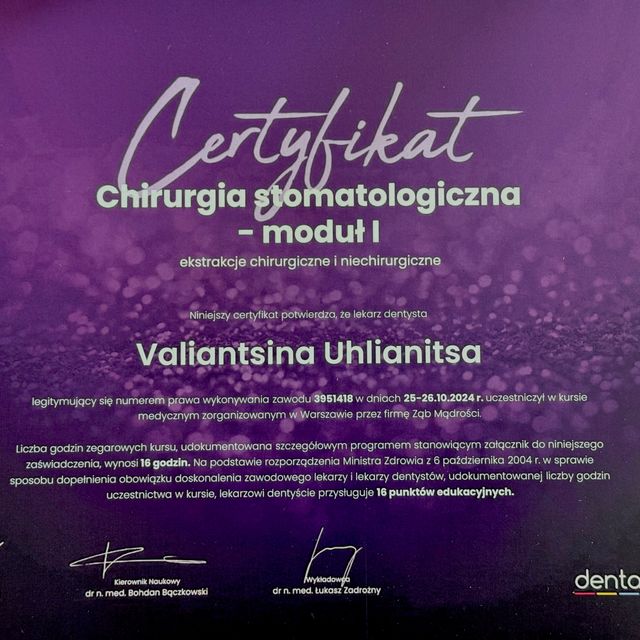 Certyfikat
Chirurgia stomatologiczna
- moduł I
ekstrakcje chirurgiczne i niechirurgiczne
Niniejszy certyfikat potwierdza, że lekarz dentysta
Valiantsina Uhlianitsa
legitymujący się numerem prawa wykonywania zawodu 3951418 w dniach 25-26.10.2024 r. uczestniczył w kursie
medycznym zorganizowanym w Warszawie przez firmę Ząb Mądrości.
Liczba godzin zegarowych kursu, udokumentowana szczegółowym programem stanowiącym załącznik do niniejszego
zaświadczenia, wynosi 16 godzin. Na podstawie rozporządzenia Ministra Zdrowia z 6 października 2004 r. w sprawie
sposobu dopełnienia obowiązku doskonalenia zawodowego lekarzy i lekarzy dentystów, udokumentowanej liczby godzin
uczestnictwa w kursie, lekarzowi dentyście przysługuje 16 punktów edukacyjnych.
Kierownik Naukowy
dr n. med. Bohdan Bączkowski
Wykładowca
dr n. med. Łukasz Zadrożny